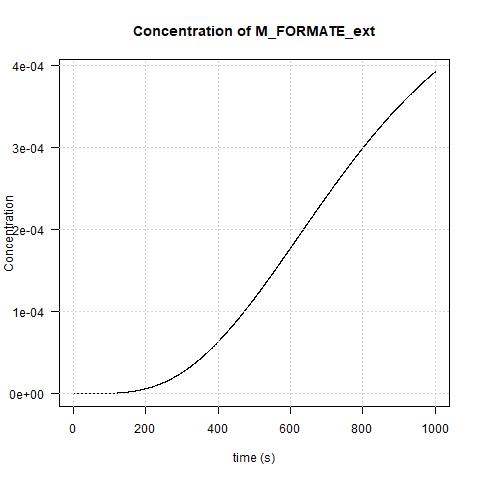 Concentration of M_FORMATE_ext
4e-04
3e-04
2e-04
1e-04
0e+00
Concentration
0 200 400 600 800 1000
time (s)